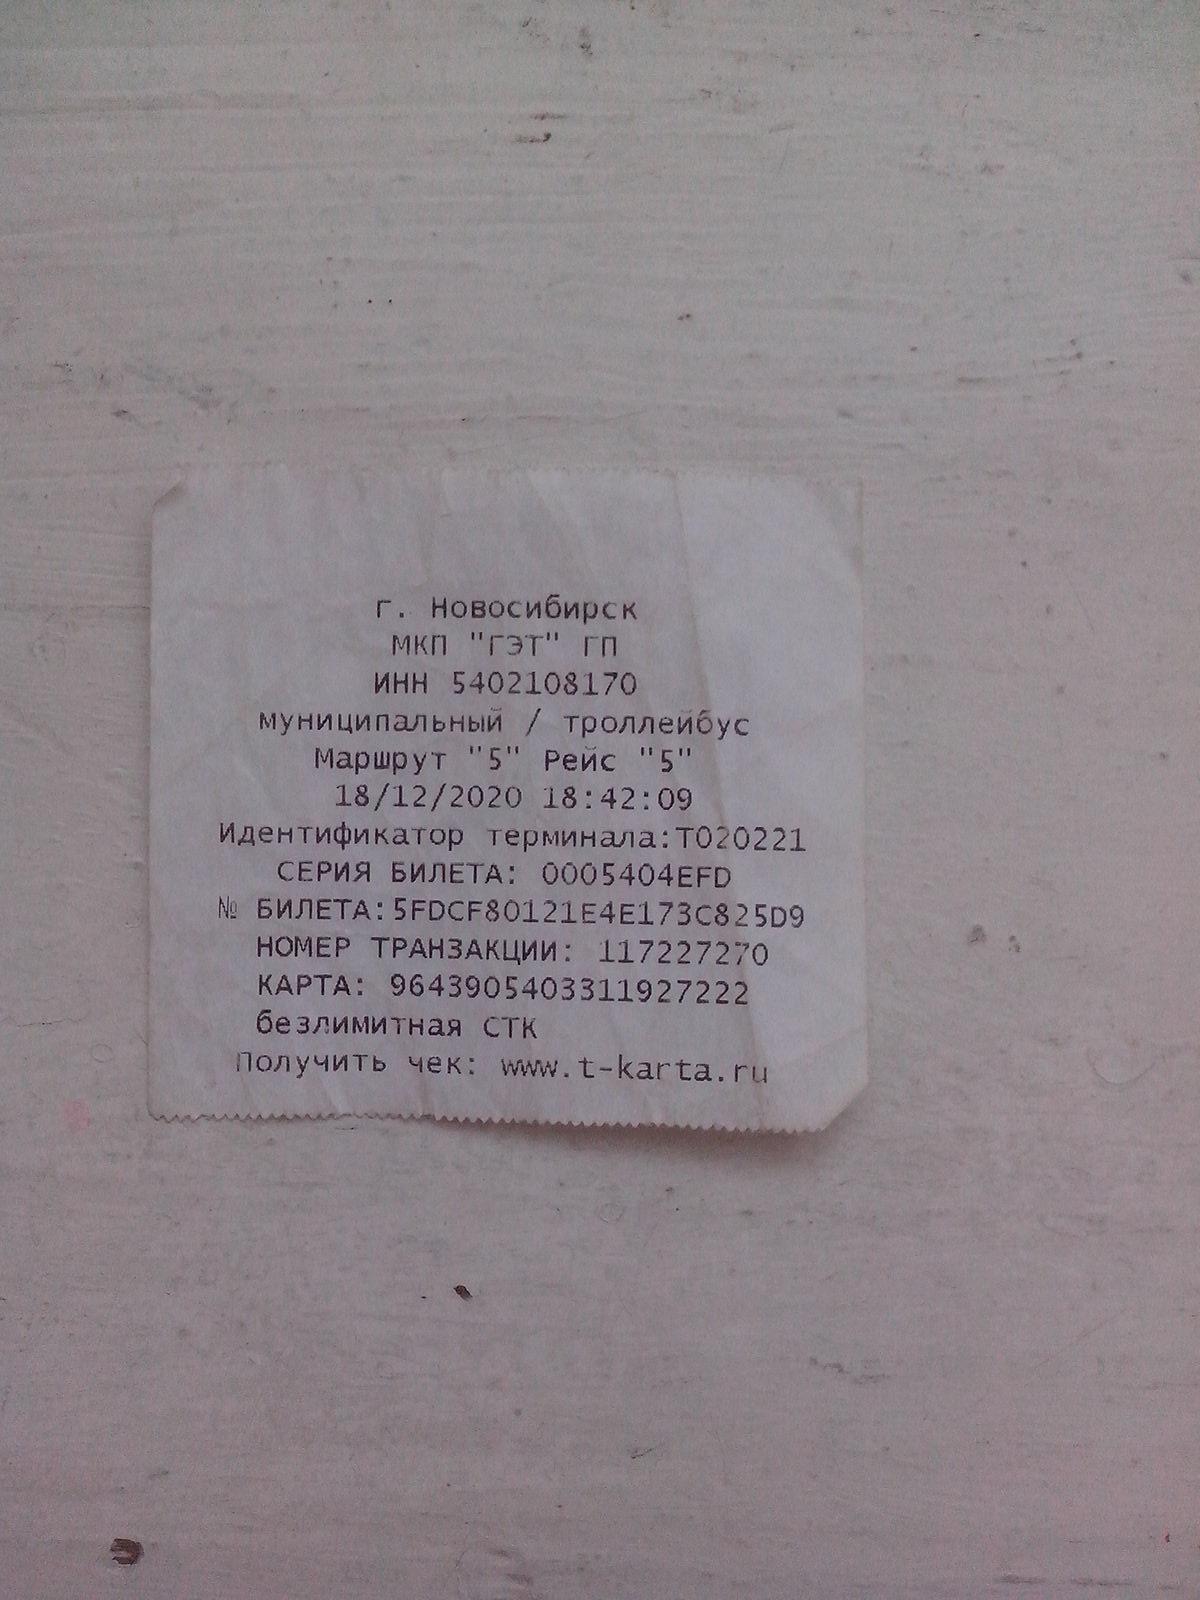 г. Новосибирск
МКП "ГЭТ" ГП
ИНН 5402108170
муниципальный / троллейбус
Маршрут "5" Рейс "5"
18/12/2020 18:42:09
Идентификатор терминала:T020221
СЕРИЯ БИЛЕТА: 0005404EFD
№ БИЛЕТА:5FDCF80121E4E173C825D9
НОМЕР ТРАНЗАКЦИИ: 117227270
КАРТА: 9643905403311927222
безлимитная СТК
Получить чек: www.t-karta.ru